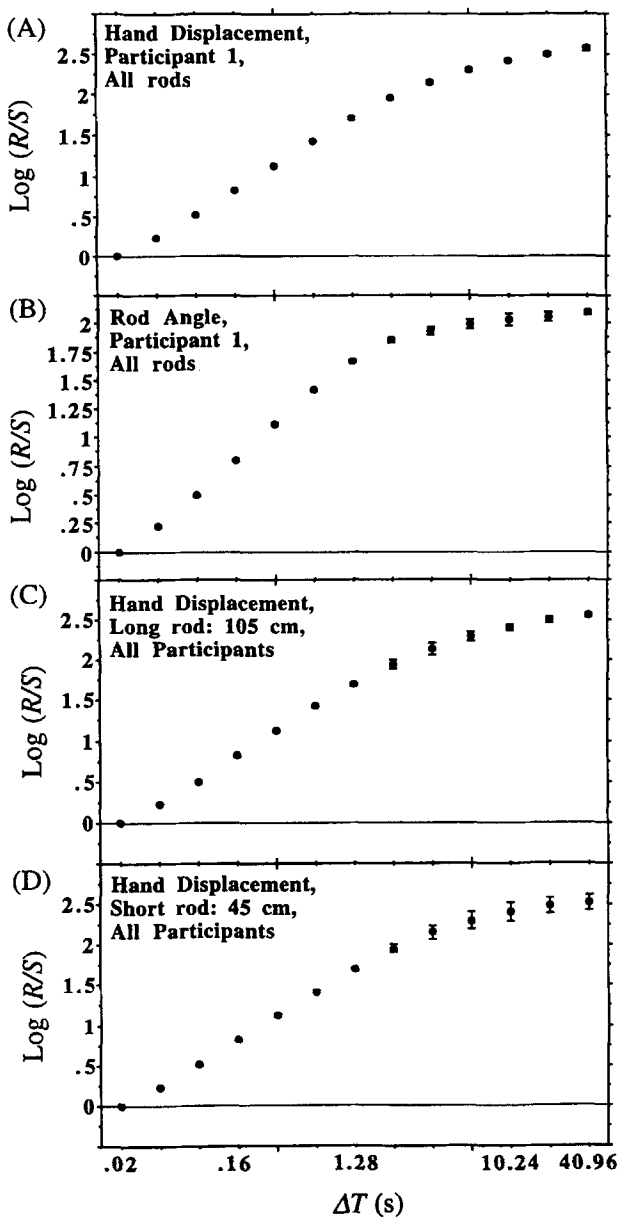 (A)
Hand Displacement,
Participant 1,
All rods
2.5
2
1.5
1
.5
0
Log (R/S)
(B)
Rod Angle,
Participant 1,
All rods
2
1.75
1.5
1.25
1
.75
.5
.25
0
Log (R/S)
(C)
Hand Displacement,
Long rod: 105 cm,
All Participants
2.5
2
1.5
1
.5
0
Log (R/S)
(D)
Hand Displacement,
Short rod: 45 cm,
All Participants
2.5
2
1.5
1
.5
0
Log (R/S)
.02 .16 1.28 10.24 40.96
ΔT (s)